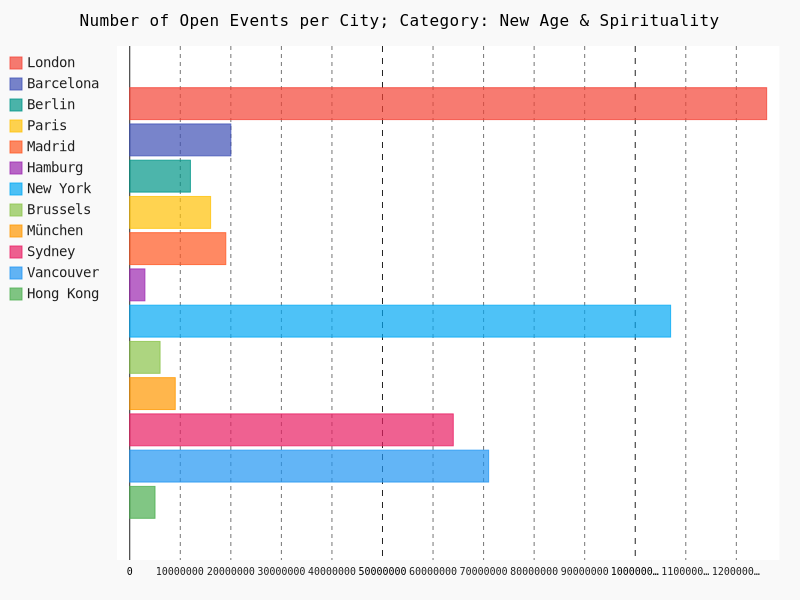 Number of Open Events per City; Category: New Age & Spirituality
London
Barcelona
Berlin
Paris
Madrid
Hamburg
New York
Brussels
München
Sydney
Vancouver
Hong Kong
0 10000000 20000000 30000000 40000000 50000000 60000000 70000000 80000000 90000000 1000000… 1100000… 1200000…